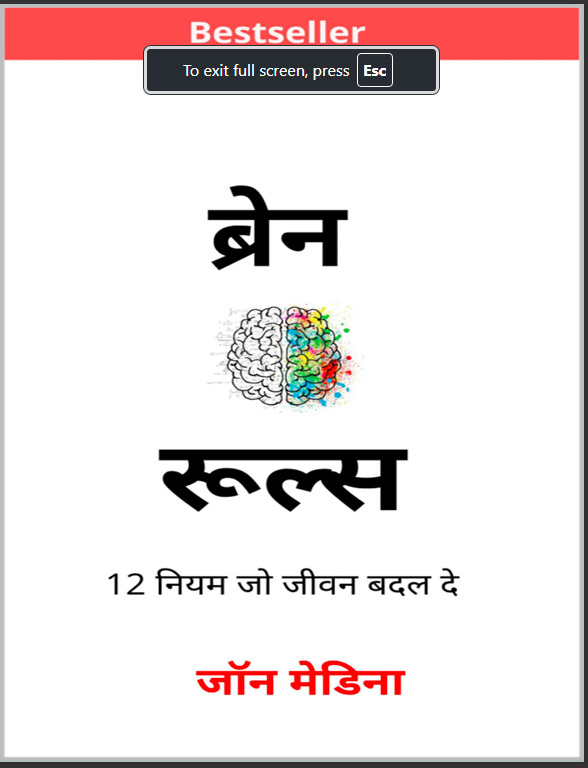 Bestseller
To exit full screen, press Esc
ब्रेन
रूल्स
12 नियम जो जीवन बदल दे
जॉन मेडिना